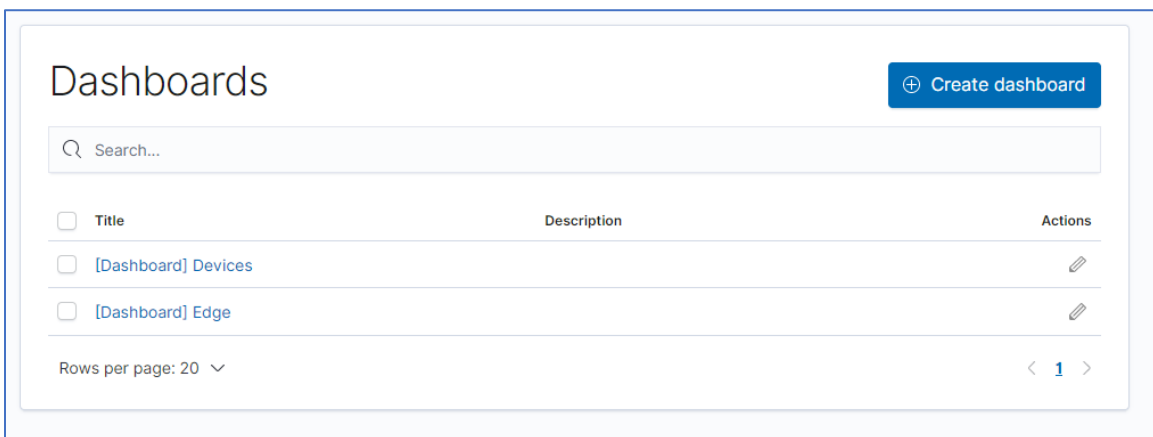 Dashboards
Create dashboard
Search...
Title Description Actions
[Dashboard] Devices
[Dashboard] Edge
Rows per page: 20
1